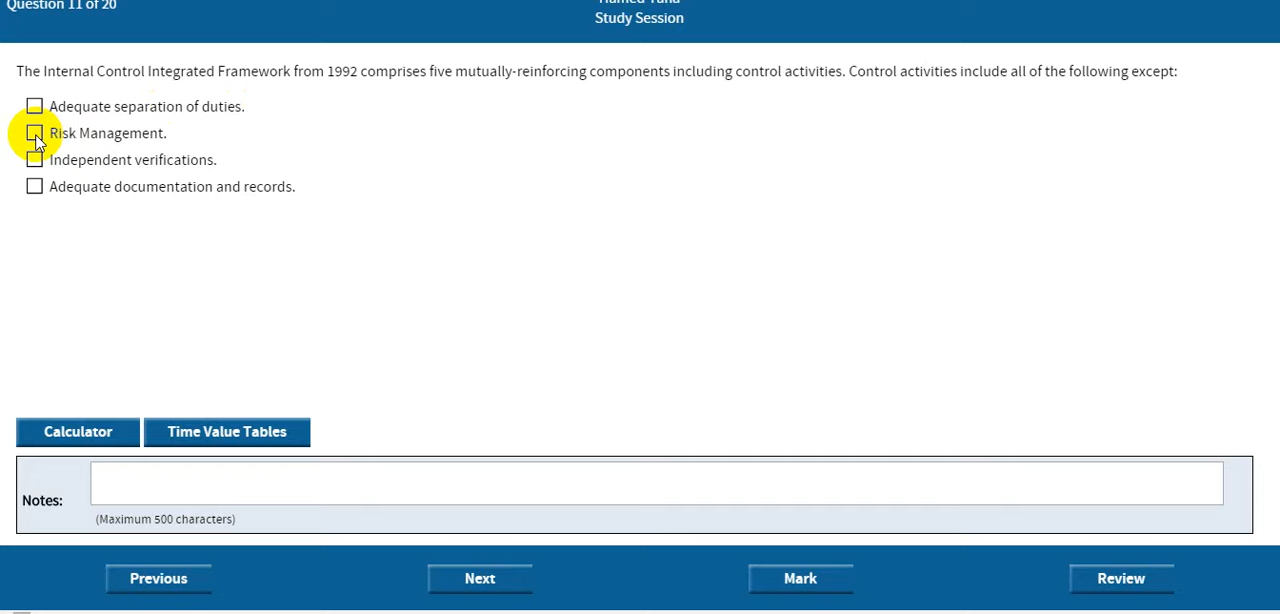 Question 11 of 20
Study Session
The Internal Control Integrated Framework from 1992 comprises five mutually-reinforcing components including control activities. Control activities include all of the following except:
Adequate separation of duties.
Risk Management.
Independent verifications.
Adequate documentation and records.
Calculator
Time Value Tables
Notes:
(Maximum 500 characters)
Previous
Next
Mark
Review